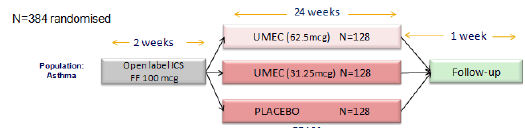 N=384 randomised
24 weeks
2 weeks
UMEC (62.5mcg) N=128
1 week
Population:
Asthma
Open label ICS
FF 100 mcg
UMEC (31.25mcg) N=128
Follow-up
PLACEBO N=128